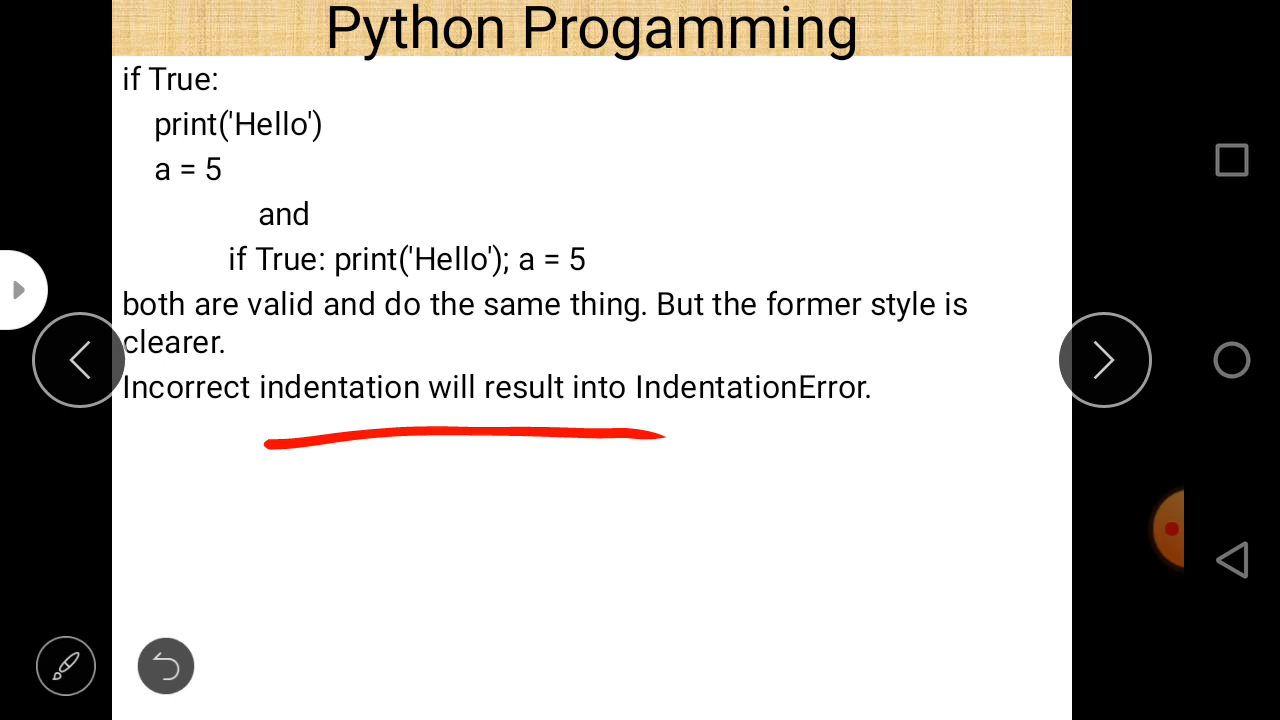 Python Progamming
if True:
print('Hello')
a = 5
and
if True: print('Hello'); a = 5
both are valid and do the same thing. But the former style is
clearer.
Incorrect indentation will result into IndentationError.